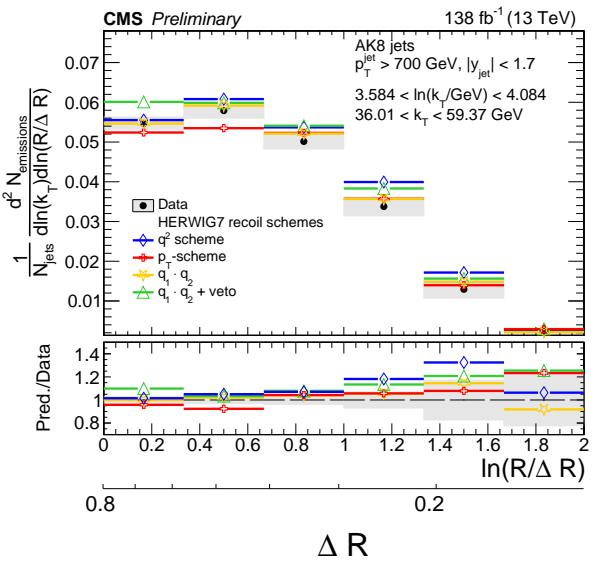 CMS Preliminary 138 fb⁻¹ (13 TeV)
AK8 jets
p_T^jet > 700 GeV, |y_jet| < 1.7
3.584 < ln(k_T/GeV) < 4.084
36.01 < k_T < 59.37 GeV
1/N_jets d² N_emissions / dln(k_T)dln(R/Δ R)
0.07
0.06
0.05
0.04
0.03
0.02
0.01
Data
HERWIG7 recoil schemes
q² scheme
p_T-scheme
q_1 · q_2
q_1 · q_2 + veto
Pred./Data
1.4
1.2
1
0.8
0 0.2 0.4 0.6 0.8 1 1.2 1.4 1.6 1.8 2
ln(R/Δ R)
0.8 0.2
Δ R